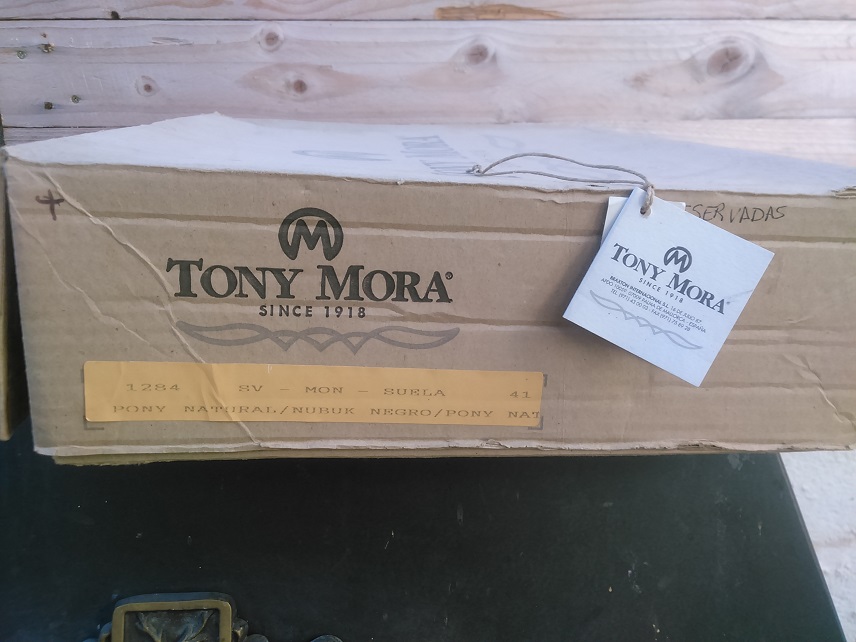 ESERVADAS
TONY MORA®
SINCE 1918
1284 SV - MON - SUELA 41
PONY NATURAL/NUBUK NEGRO/PONY NAT
TONY MORA®
SINCE 1918